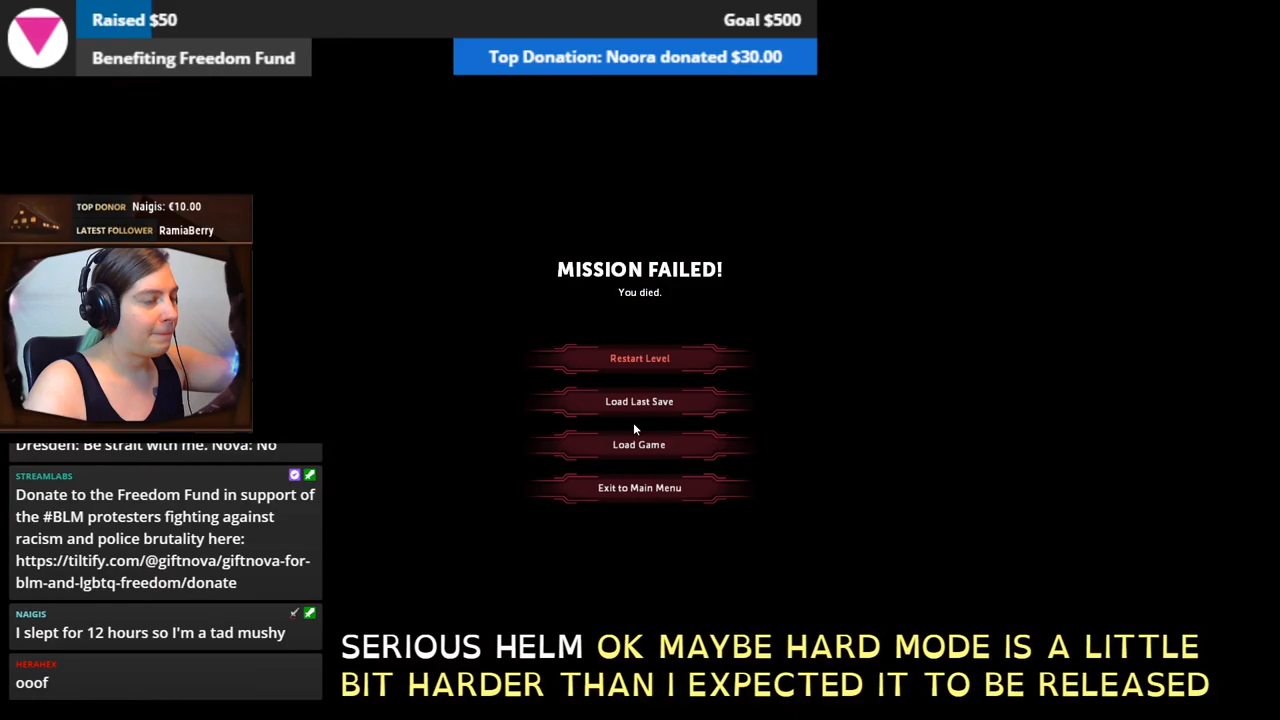 Raised $50
Goal $500
Benefiting Freedom Fund
Top Donation: Noora donated $30.00
TOP DONOR Naigis: €10.00
LATEST FOLLOWER RamiaBerry
MISSION FAILED!
You died.
Restart Level
Load Last Save
Load Game
Exit to Main Menu
Dresden: Be strait with me. Nova: No
STREAMLABS
Donate to the Freedom Fund in support of
the #BLM protesters fighting against
racism and police brutality here:
https://tiltify.com/@giftnova/giftnova-for-
blm-and-lgbtq-freedom/donate
NAIGIS
I slept for 12 hours so I'm a tad mushy
HERAHEX
ooof
SERIOUS HELM OK MAYBE HARD MODE IS A LITTLE
BIT HARDER THAN I EXPECTED IT TO BE RELEASED